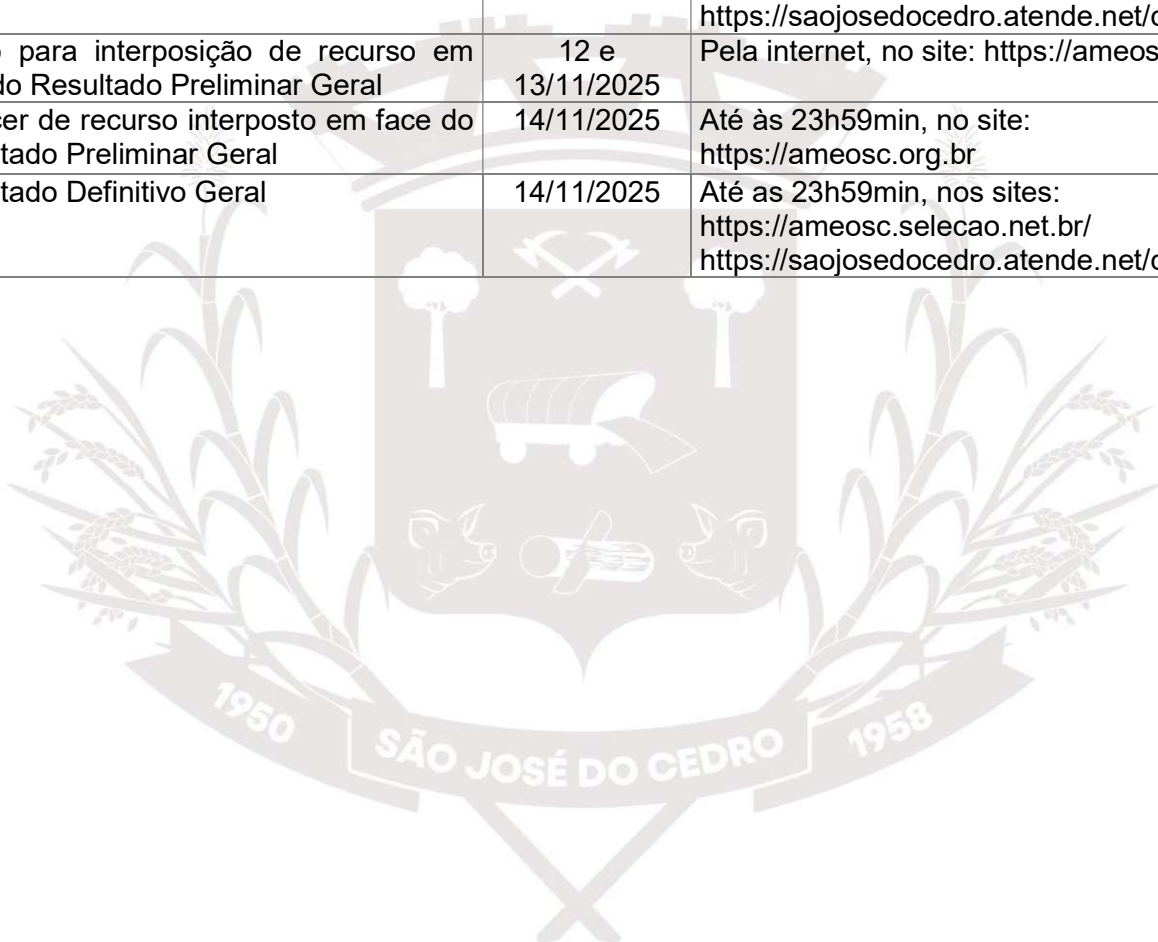 https://saojosedocedro.atende.net/
para interposição de recurso em
do Resultado Preliminar Geral
12 e
13/11/2025
Pela internet, no site: https://ameos
cer de recurso interposto em face do
tado Preliminar Geral
14/11/2025
Até às 23h59min, no site:
https://ameosc.org.br
tado Definitivo Geral
14/11/2025
Até as 23h59min, nos sites:
https://ameosc.selecao.net.br/
https://saojosedocedro.atende.net/
1950
SÃO JOSÉ DO CEDRO
1958